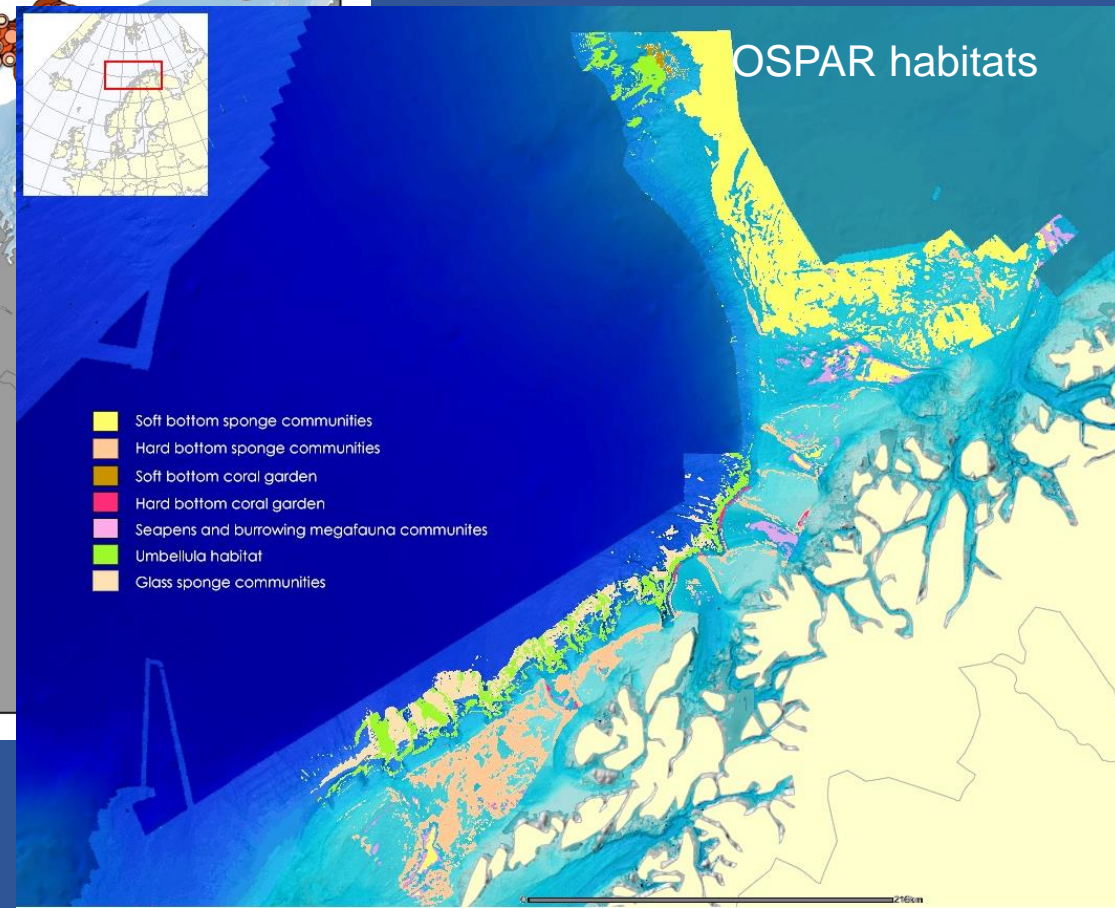 OSPAR habitats
Soft bottom sponge communities
Hard bottom sponge communities
Soft bottom coral garden
Hard bottom coral garden
Seapens and burrowing megafauna communites
Umbellula habitat
Glass sponge communities
0 216km